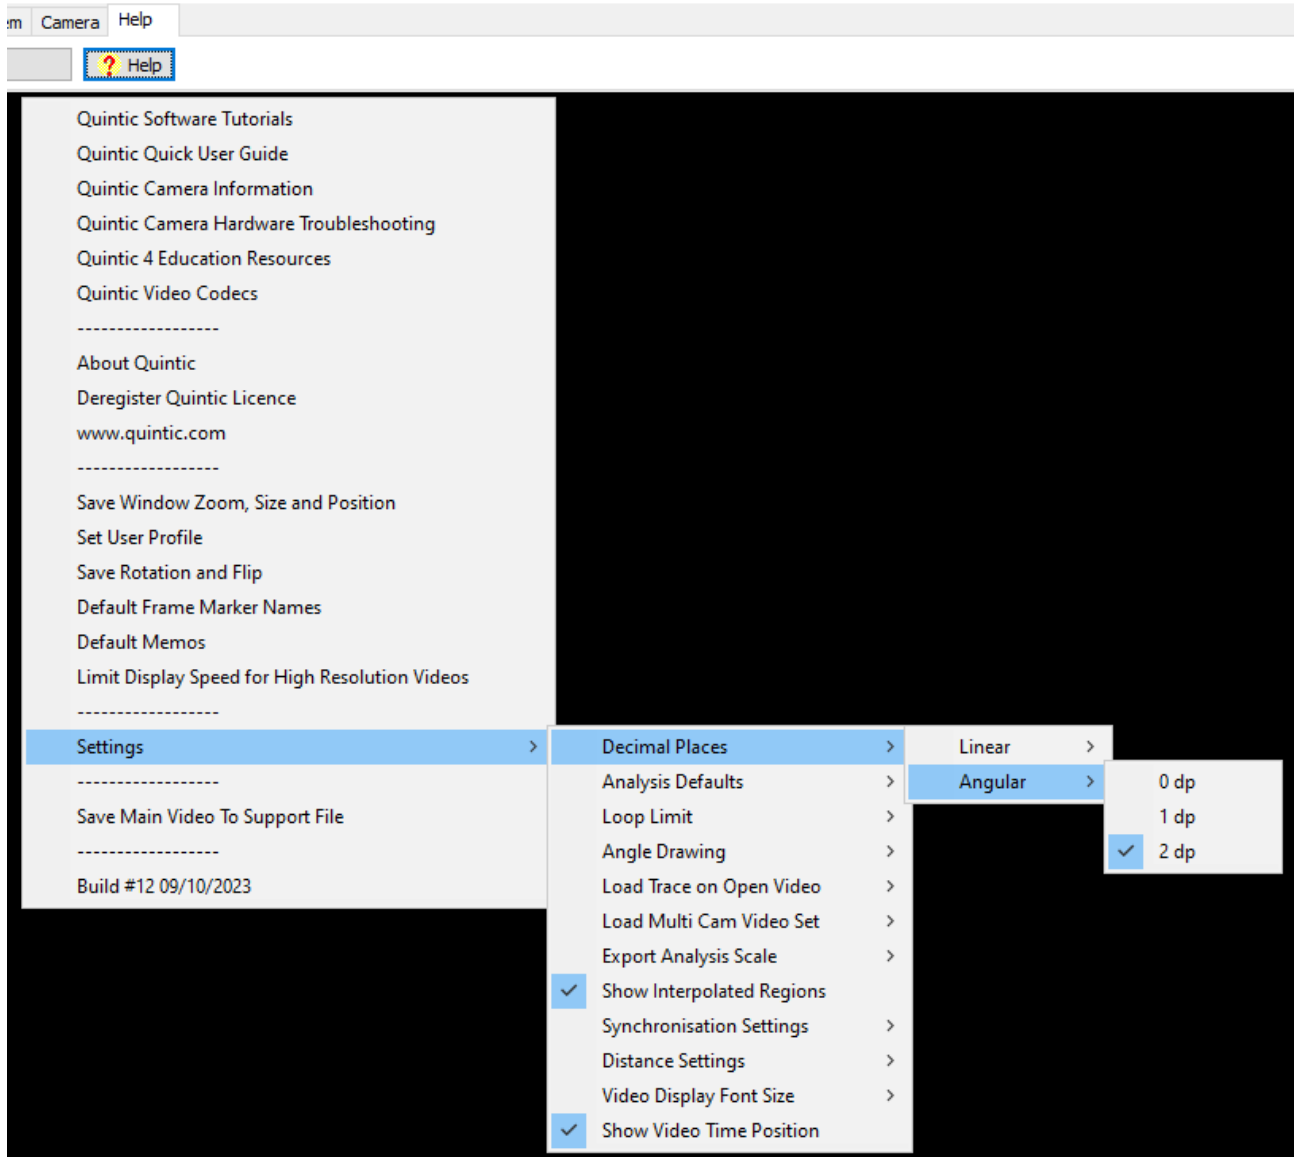 em Camera Help
? Help
Quintic Software Tutorials
Quintic Quick User Guide
Quintic Camera Information
Quintic Camera Hardware Troubleshooting
Quintic 4 Education Resources
Quintic Video Codecs
------------------
About Quintic
Deregister Quintic Licence
www.quintic.com
------------------
Save Window Zoom, Size and Position
Set User Profile
Save Rotation and Flip
Default Frame Marker Names
Default Memos
Limit Display Speed for High Resolution Videos
------------------
Settings
------------------
Save Main Video To Support File
------------------
Build #12 09/10/2023
Decimal Places
Analysis Defaults
Loop Limit
Angle Drawing
Load Trace on Open Video
Load Multi Cam Video Set
Export Analysis Scale
Show Interpolated Regions
Synchronisation Settings
Distance Settings
Video Display Font Size
Show Video Time Position
Linear
Angular
0 dp
1 dp
2 dp